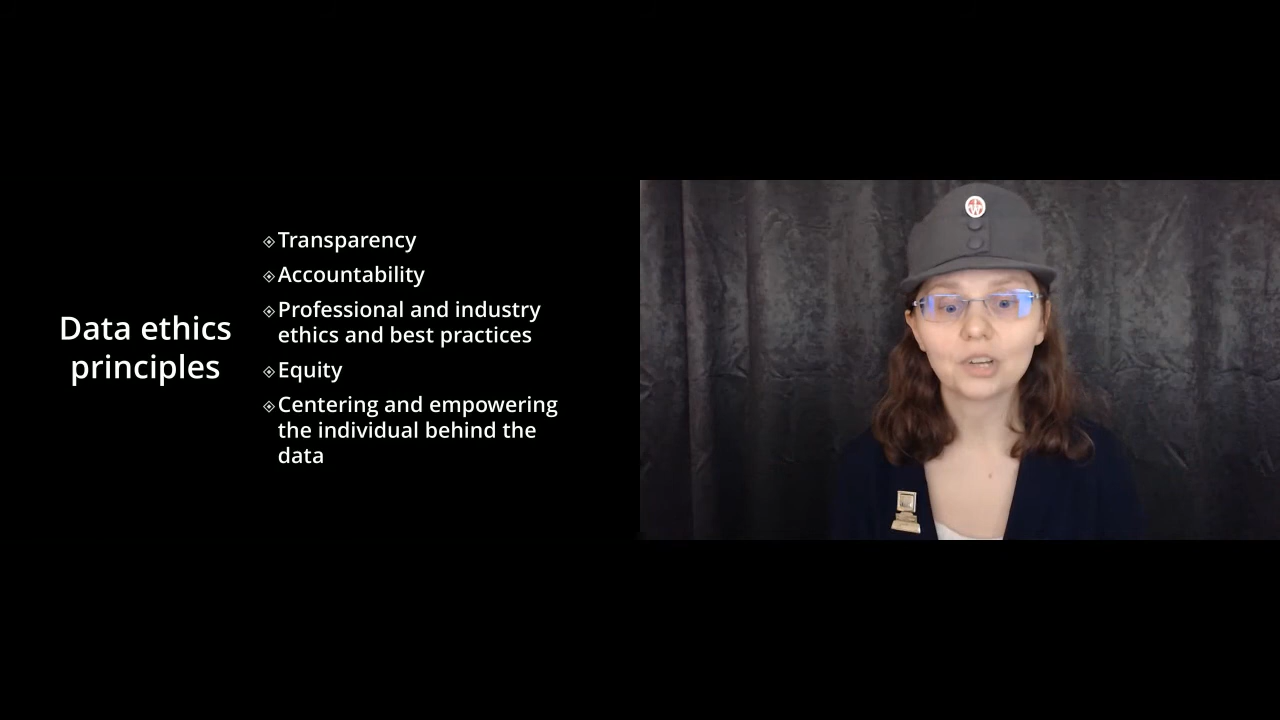 Data ethics
principles
Transparency
Accountability
Professional and industry
ethics and best practices
Equity
Centering and empowering
the individual behind the
data